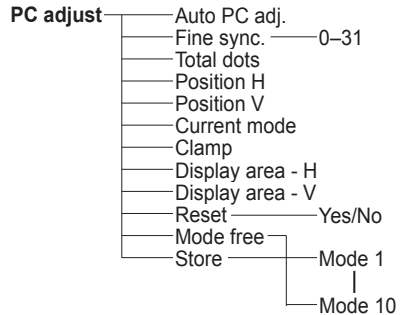 PC adjust Auto PC adj.
Fine sync. 0–31
Total dots
Position H
Position V
Current mode
Clamp
Display area - H
Display area - V
Reset Yes/No
Mode free
Store Mode 1
Mode 10